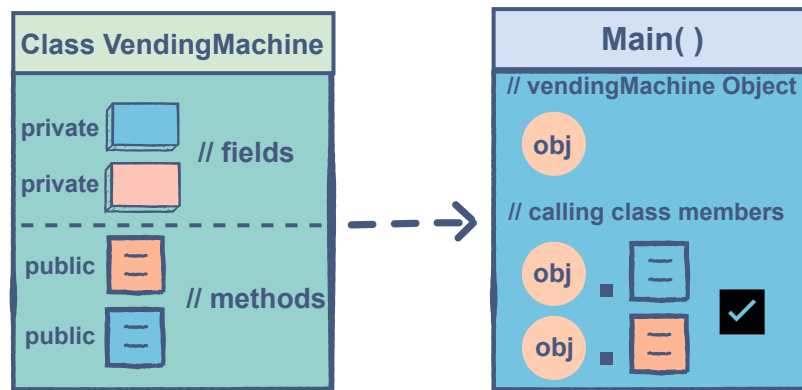 Class VendingMachine
private
// fields
private
public
// methods
public
Main( )
// vendingMachine Object
obj
// calling class members
obj .
obj .